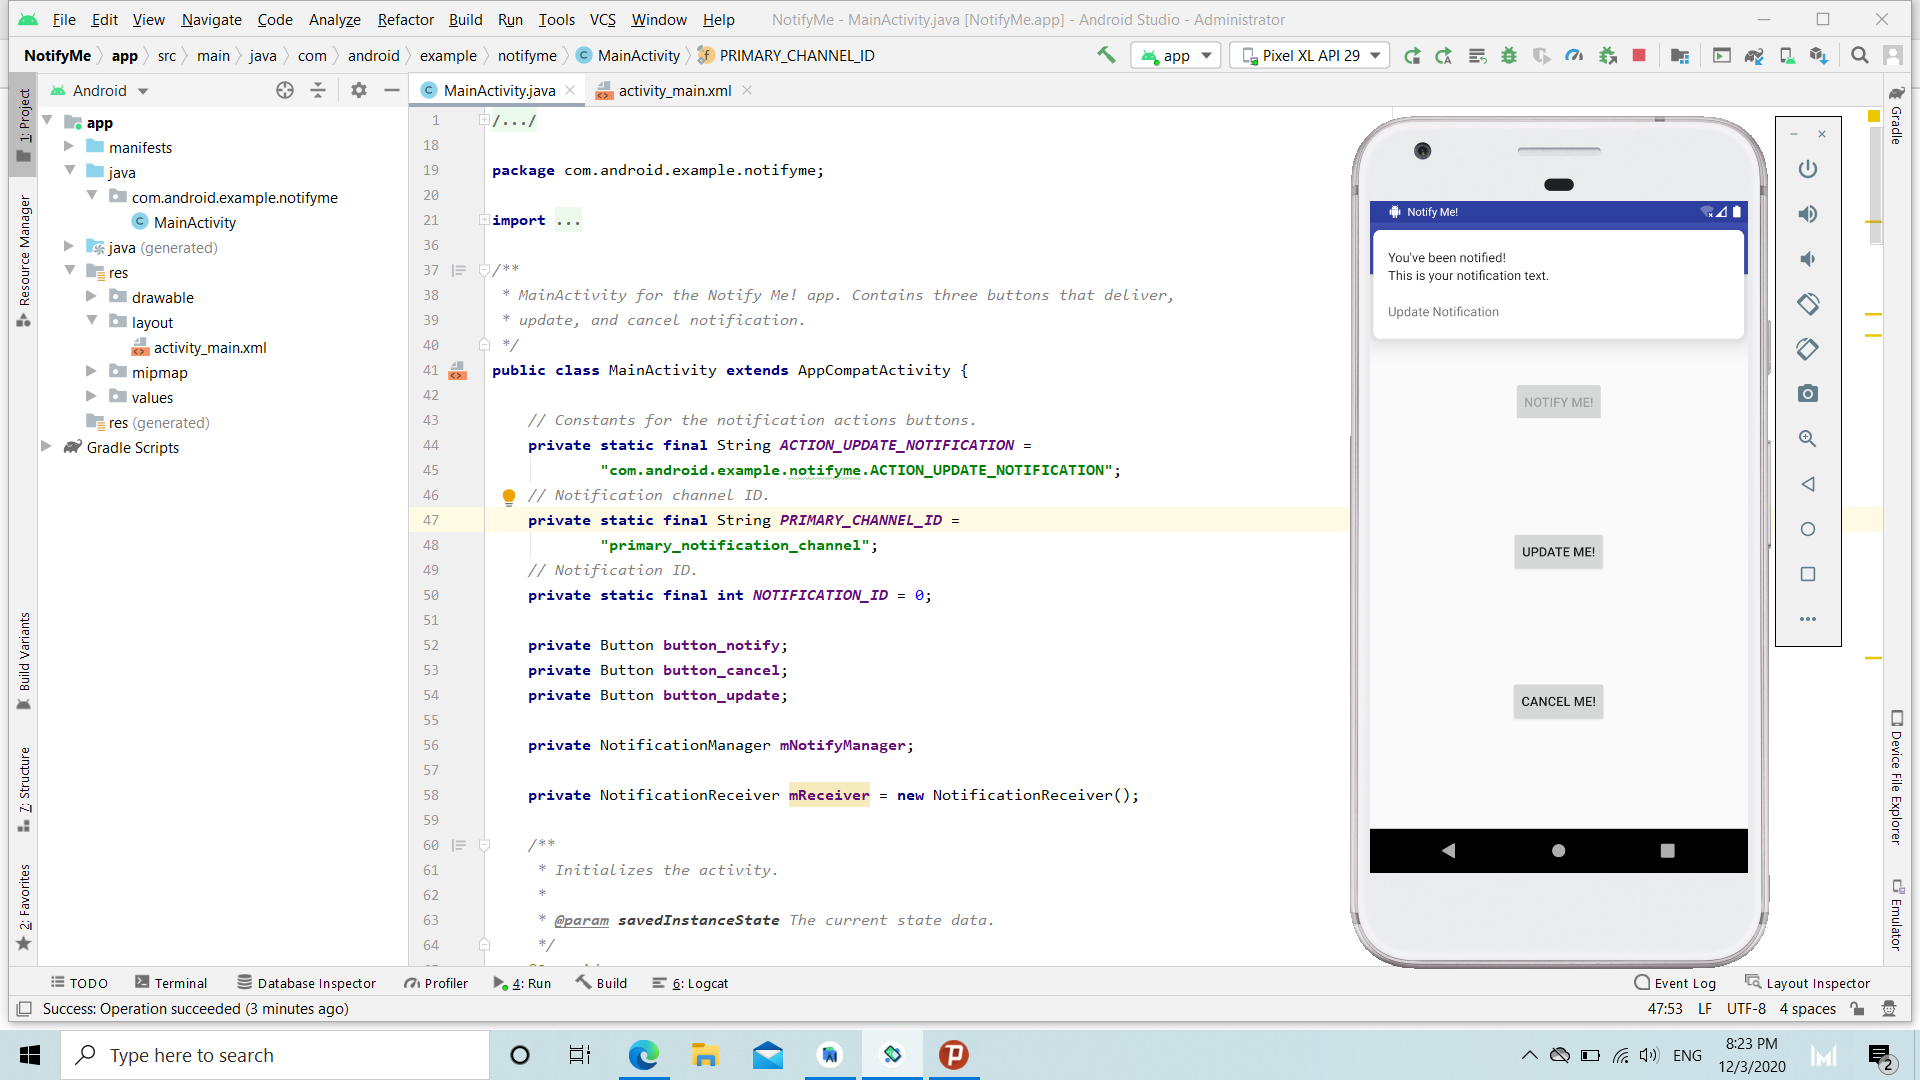 File Edit View Navigate Code Analyze Refactor Build Run Tools VCS Window Help NotifyMe - MainActivity.java [NotifyMe.app] - Android Studio - Administrator
NotifyMe app src main java com android example notifyme C MainActivity f PRIMARY_CHANNEL_ID app Pixel XL API 29
Android
C MainActivity.java
activity_main.xml
1: Project
Resource Manager
Build Variants
7: Structure
2: Favorites
app
manifests
java
com.android.example.notifyme
C MainActivity
java (generated)
res
drawable
layout
activity_main.xml
mipmap
values
res (generated)
Gradle Scripts
1 /.../
18
19 package com.android.example.notifyme;
20
21 import ...
36
37 /**
38 * MainActivity for the Notify Me! app. Contains three buttons that deliver,
39 * update, and cancel notification.
40 */
41 public class MainActivity extends AppCompatActivity {
42
43 // Constants for the notification actions buttons.
44 private static final String ACTION_UPDATE_NOTIFICATION =
45 "com.android.example.notifyme.ACTION_UPDATE_NOTIFICATION";
46 // Notification channel ID.
47 private static final String PRIMARY_CHANNEL_ID =
48 "primary_notification_channel";
49 // Notification ID.
50 private static final int NOTIFICATION_ID = 0;
51
52 private Button button_notify;
53 private Button button_cancel;
54 private Button button_update;
55
56 private NotificationManager mNotifyManager;
57
58 private NotificationReceiver mReceiver = new NotificationReceiver();
59
60 /**
61 * Initializes the activity.
62 *
63 * @param savedInstanceState The current state data.
64 */
Notify Me!
You've been notified!
This is your notification text.
Update Notification
NOTIFY ME!
UPDATE ME!
CANCEL ME!
Gradle
Device File Explorer
Emulator
TODO Terminal Database Inspector Profiler 4: Run Build 6: Logcat Event Log Layout Inspector
Success: Operation succeeded (3 minutes ago) 47:53 LF UTF-8 4 spaces
Type here to search
ENG
8:23 PM
12/3/2020
2